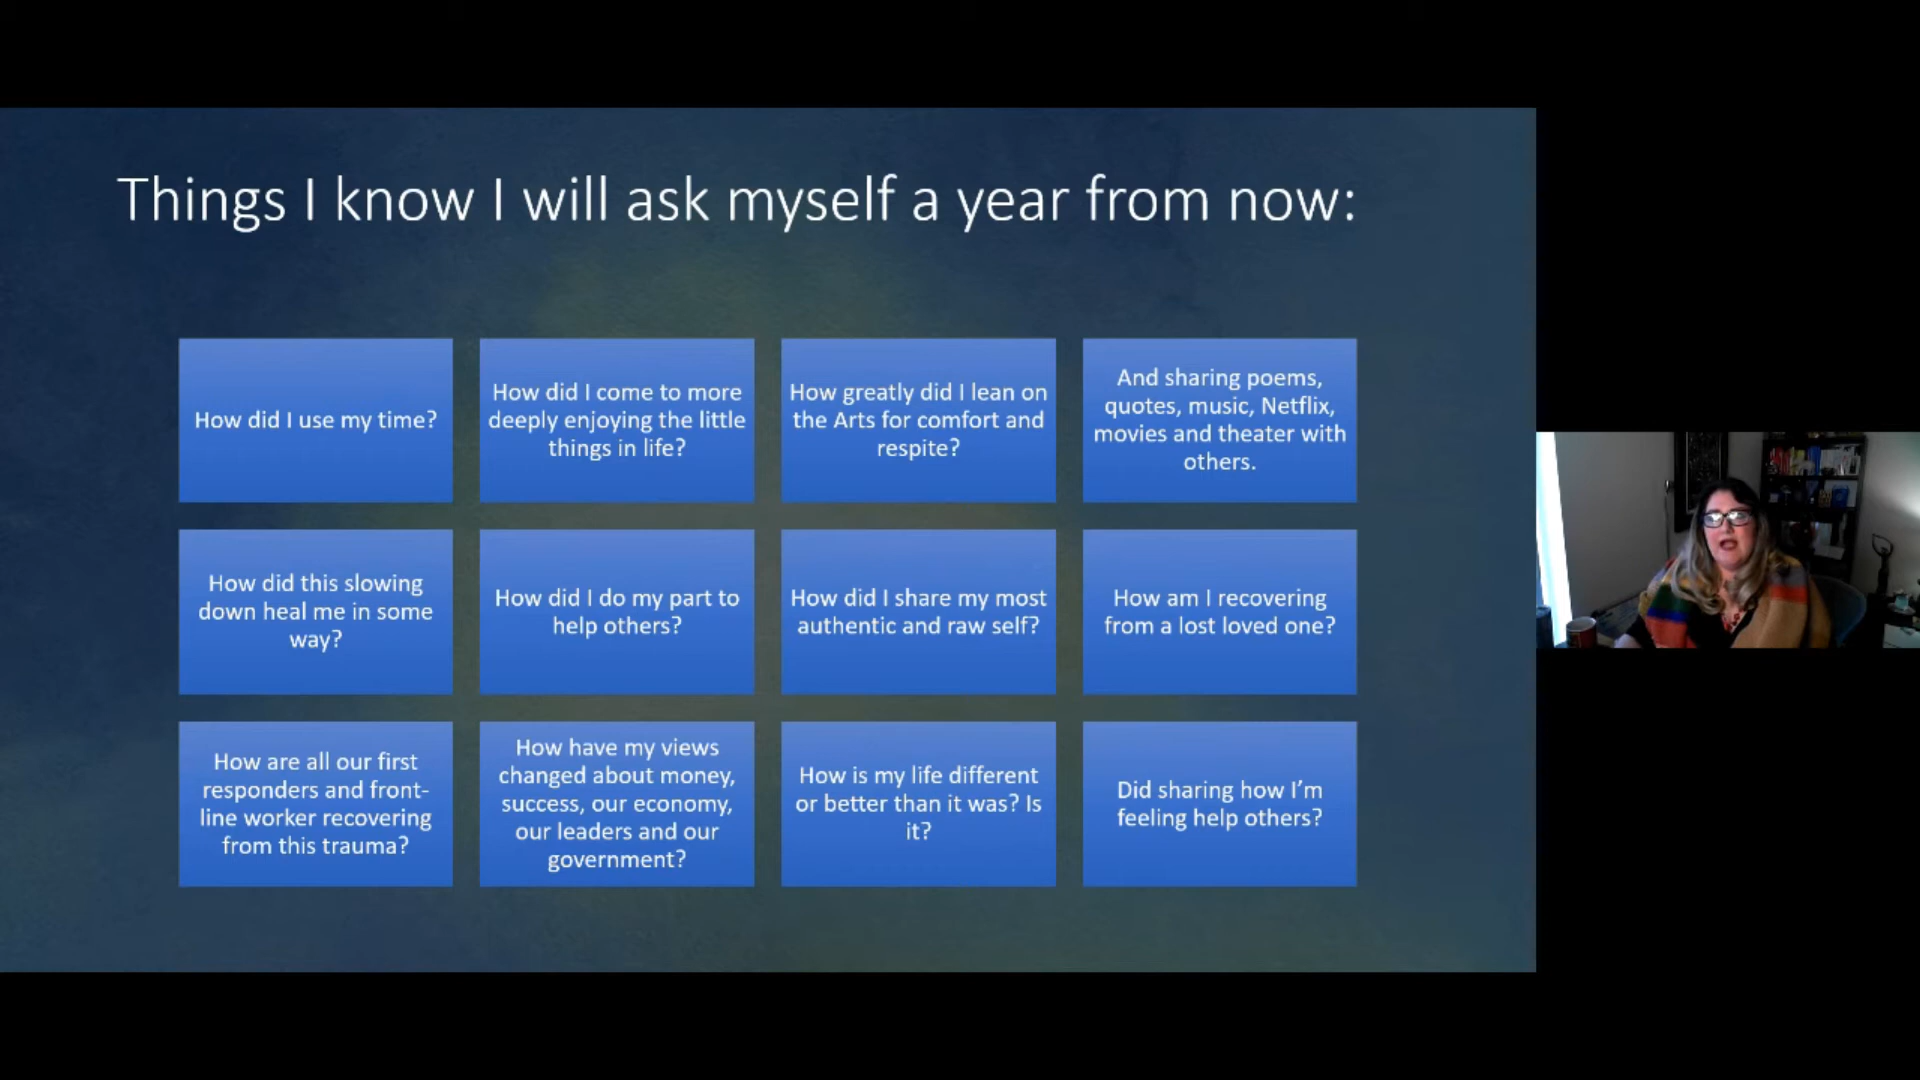 Things I know I will ask myself a year from now:
How did I use my time?
How did I come to more
deeply enjoying the little
things in life?
How greatly did I lean on
the Arts for comfort and
respite?
And sharing poems,
quotes, music, Netflix,
movies and theater with
others.
How did this slowing
down heal me in some
way?
How did I do my part to
help others?
How did I share my most
authentic and raw self?
How am I recovering
from a lost loved one?
How are all our first
responders and front-
line worker recovering
from this trauma?
How have my views
changed about money,
success, our economy,
our leaders and our
government?
How is my life different
or better than it was? Is
it?
Did sharing how I’m
feeling help others?